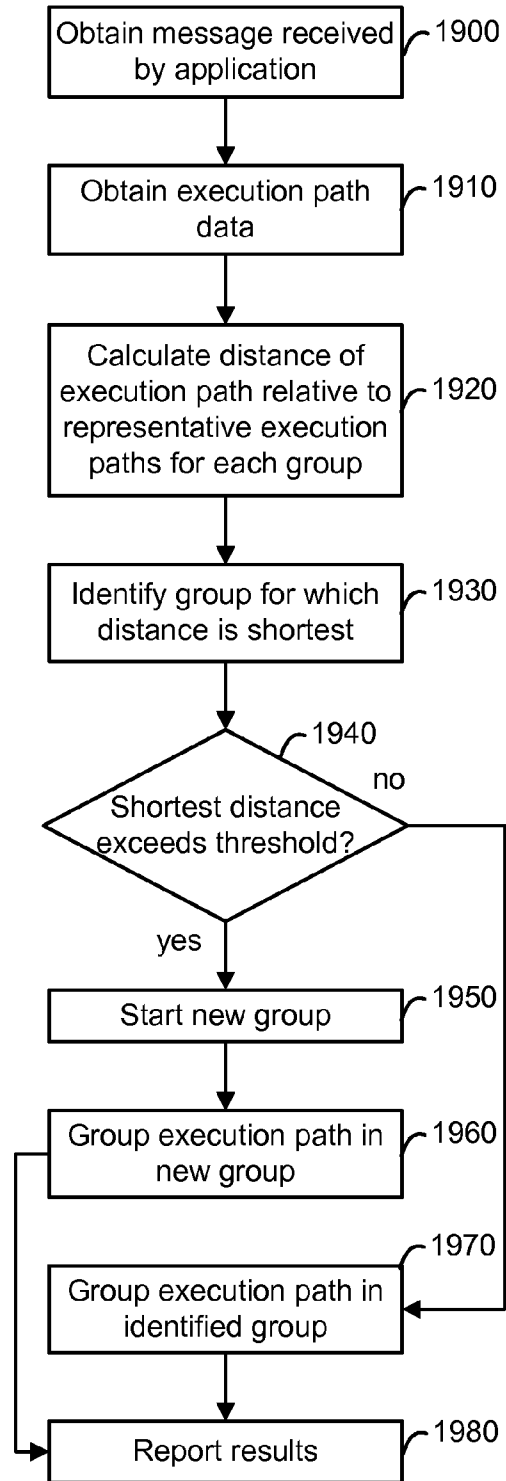 Obtain message received
by application
1900
Obtain execution path
data
1910
Calculate distance of
execution path relative to
representative execution
paths for each group
1920
Identify group for which
distance is shortest
1930
1940
Shortest distance
exceeds threshold?
no
yes
Start new group
1950
Group execution path in
new group
1960
1970
Group execution path in
identified group
Report results
1980